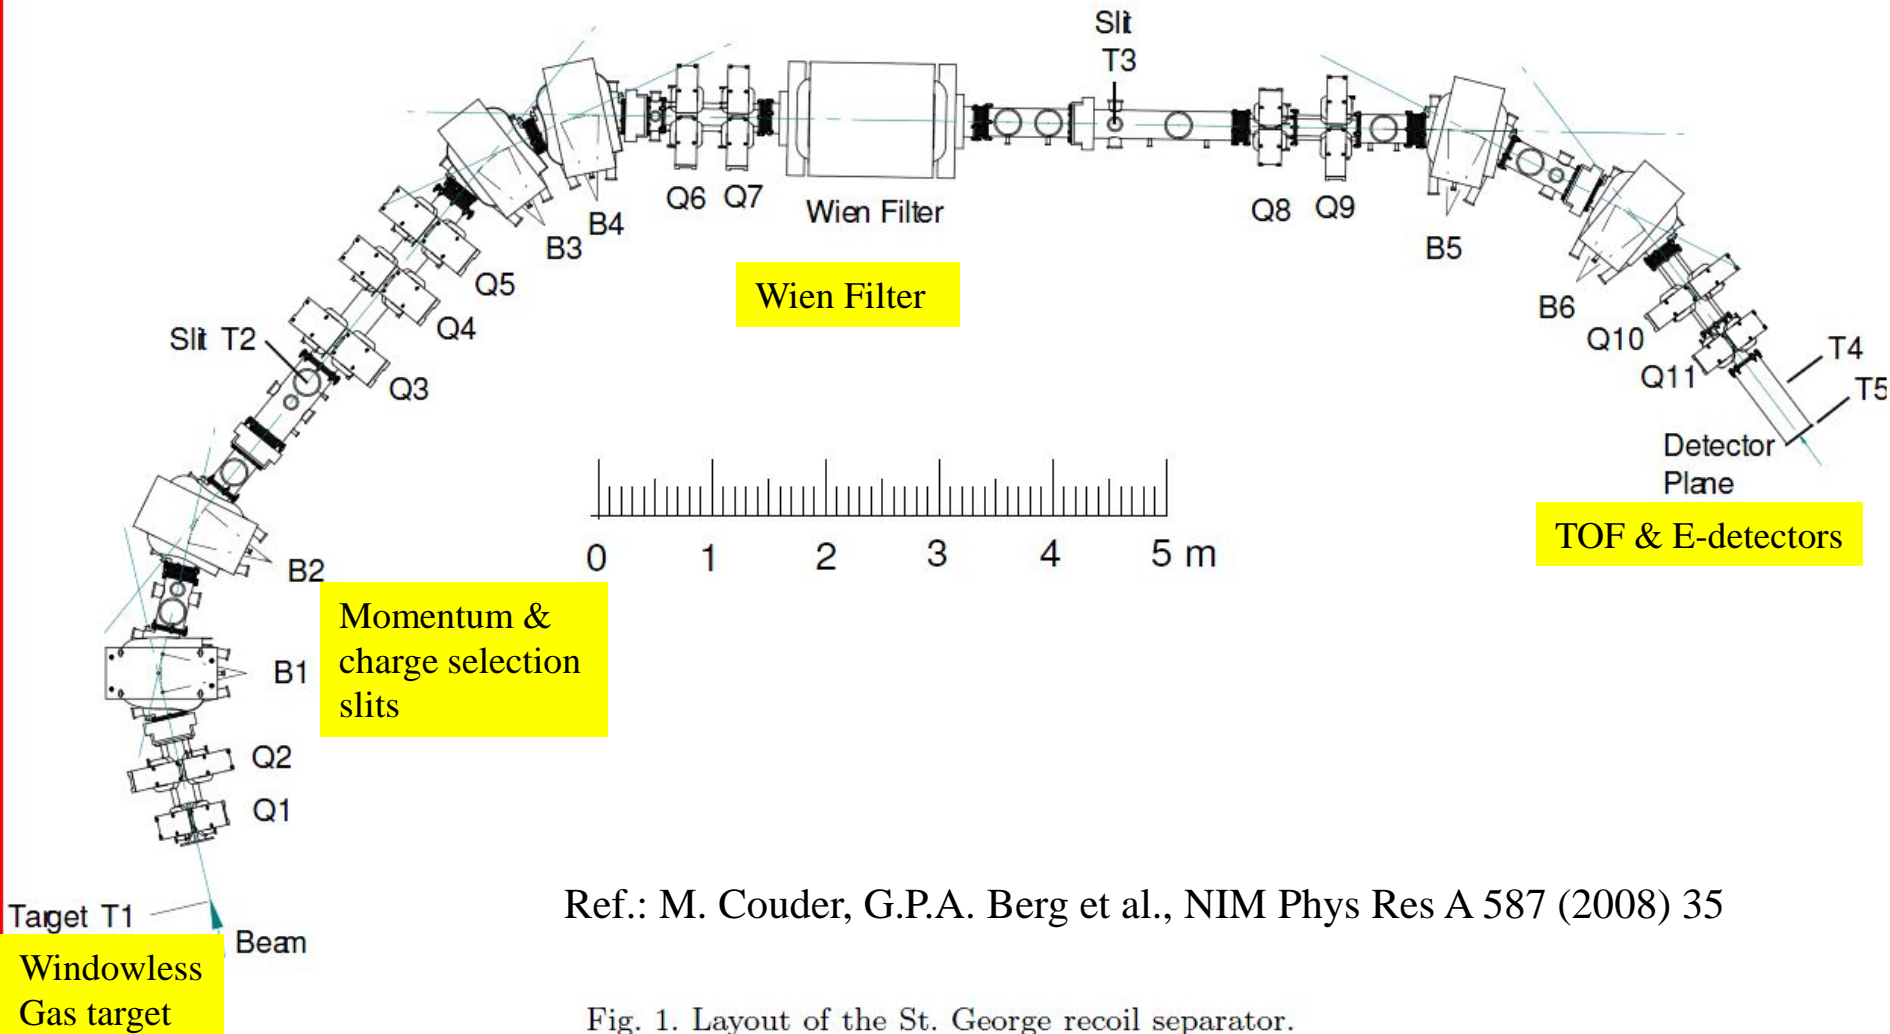 Slit
T3
Q6
Q7
Wien Filter
Q8
Q9
B4
B3
B5
Q5
Wien Filter
Q4
Slit T2
B6
Q10
Q3
Q11
T4
T5
Detector
Plane
TOF & E-detectors
0
1
2
3
4
5 m
B2
Momentum &
charge selection
slits
B1
Q2
Q1
Target T1
Beam
Windowless
Gas target
Ref.: M. Couder, G.P.A. Berg et al., NIM Phys Res A 587 (2008) 35
Fig. 1. Layout of the St. George recoil separator.